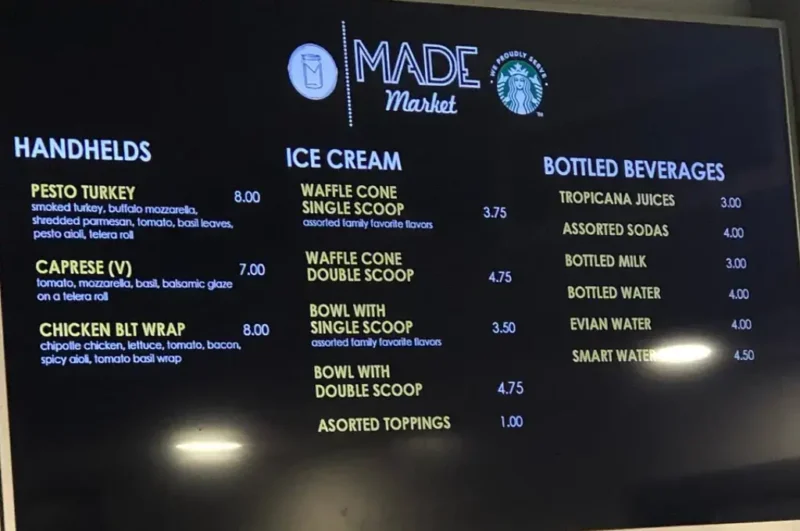 MADE
Market
WE PROUDLY SERVE
TM
HANDHELDS
PESTO TURKEY 8.00
smoked turkey, buffalo mozzarella,
shredded parmesan, tomato, basil leaves,
pesto aioli, telera roll
CAPRESE (V) 7.00
tomato, mozzarella, basil, balsamic glaze
on a telera roll
CHICKEN BLT WRAP 8.00
chipotle chicken, lettuce, tomato, bacon,
spicy aioli, tomato basil wrap
ICE CREAM
WAFFLE CONE
SINGLE SCOOP 3.75
assorted family favorite flavors
WAFFLE CONE
DOUBLE SCOOP 4.75
BOWL WITH
SINGLE SCOOP 3.50
assorted family favorite flavors
BOWL WITH
DOUBLE SCOOP 4.75
ASORTED TOPPINGS 1.00
BOTTLED BEVERAGES
TROPICANA JUICES 3.00
ASSORTED SODAS 4.00
BOTTLED MILK 3.00
BOTTLED WATER 4.00
EVIAN WATER 4.00
SMART WATER 4.50